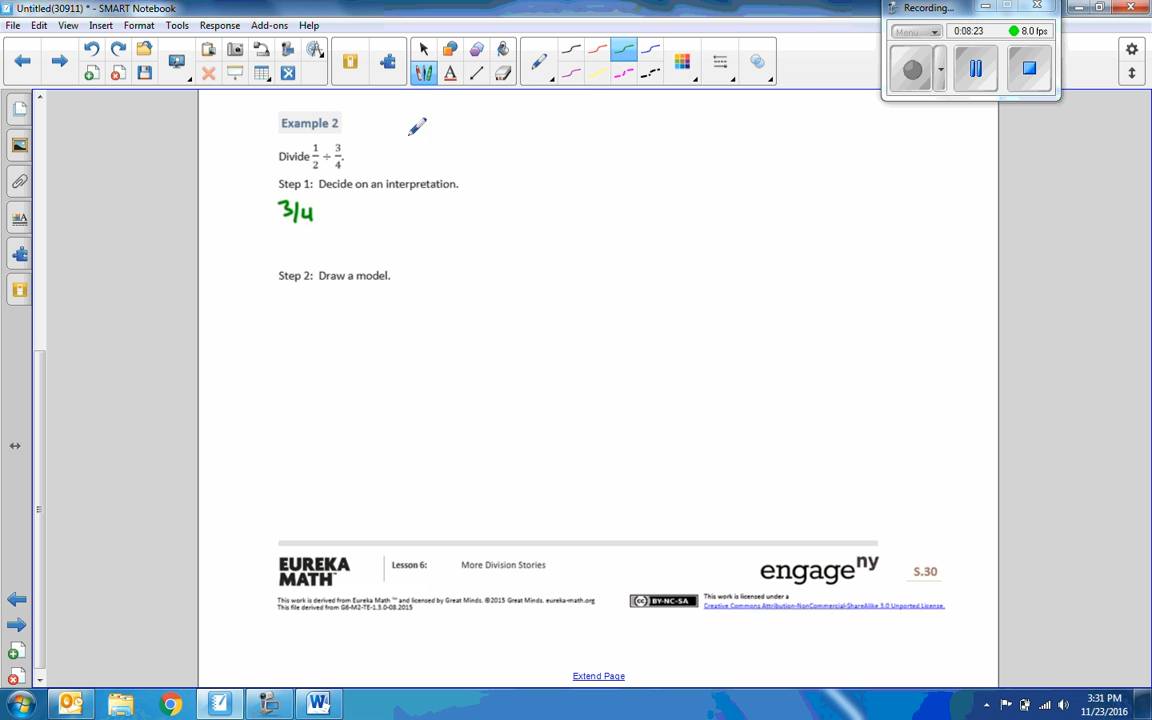 Untitled(30911) * - SMART Notebook
Recording...
File Edit View Insert Format Tools Response Add-ons Help
Menu 0:08:23 8.0 fps
Example 2
Divide 1/2 ÷ 3/4.
Step 1: Decide on an interpretation.
3/4
Step 2: Draw a model.
EUREKA MATH™
Lesson 6: More Division Stories
engage ny
S.30
This work is derived from Eureka Math ™ and licensed by Great Minds. ©2015 Great Minds. eureka-math.org
This file derived from G6-M2-TE-1.3.0-08.2015
CC BY-NC-SA
This work is licensed under a
Creative Commons Attribution-NonCommercial-ShareAlike 3.0 Unported License.
Extend Page
3:31 PM
11/23/2016